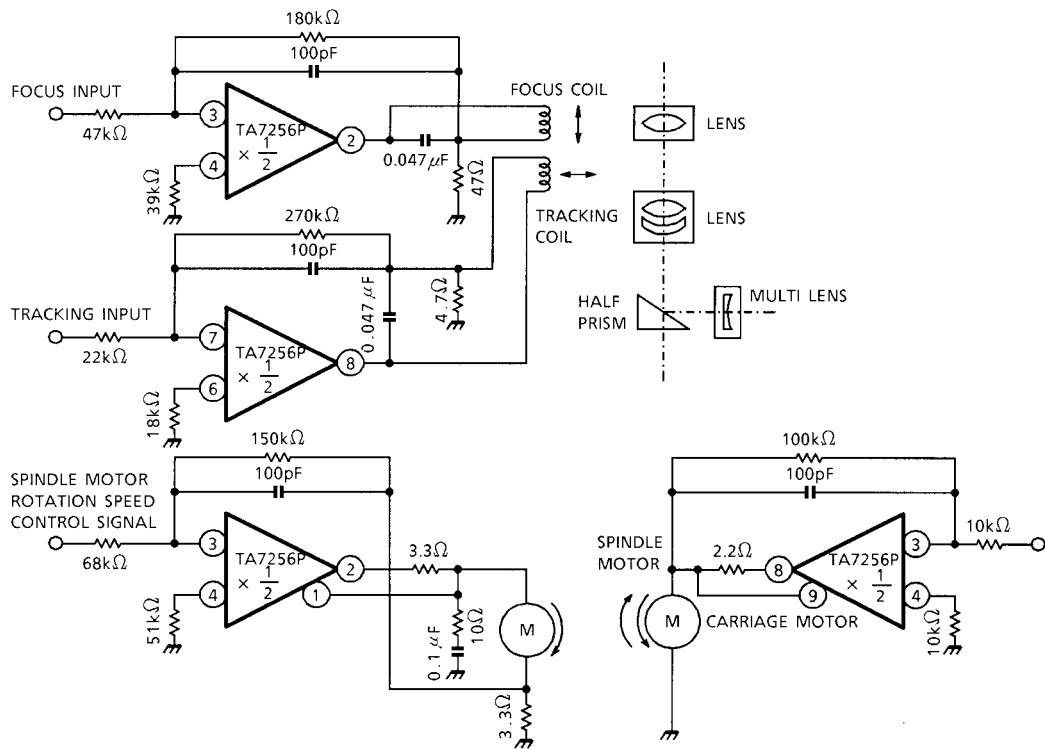 180kΩ
100pF
FOCUS INPUT
47kΩ
3
4
TA7256P
× 1/2
2
39kΩ
0.047μF
47Ω
FOCUS COIL
LENS
270kΩ
100pF
TRACKING
COIL
LENS
TRACKING INPUT
22kΩ
7
6
TA7256P
× 1/2
8
18kΩ
0.047μF
4.7Ω
HALF
PRISM
MULTI LENS
150kΩ
100pF
SPINDLE MOTOR
ROTATION SPEED
CONTROL SIGNAL
68kΩ
3
4
TA7256P
× 1/2
2
1
51kΩ
3.3Ω
10Ω
0.1μF
M
3.3Ω
100kΩ
100pF
SPINDLE
MOTOR
2.2Ω
8
9
TA7256P
× 1/2
3
4
10kΩ
10kΩ
M
CARRIAGE MOTOR